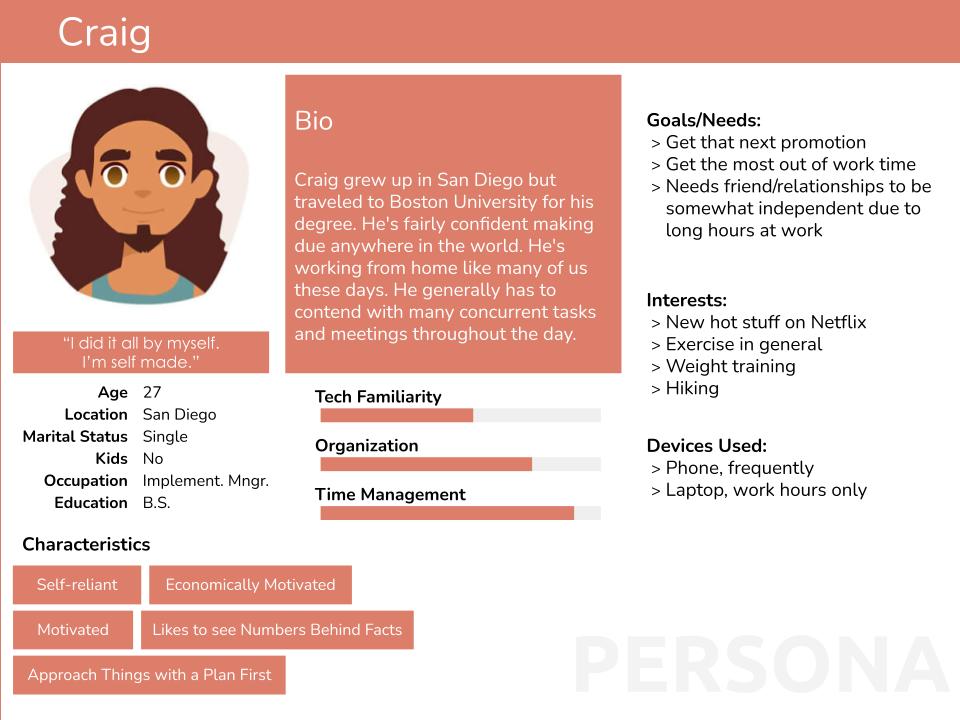 Craig
“I did it all by myself.
I’m self made.”
Age 27
Location San Diego
Marital Status Single
Kids No
Occupation Implement. Mngr.
Education B.S.
Bio
Craig grew up in San Diego but
traveled to Boston University for his
degree. He's fairly confident making
due anywhere in the world. He's
working from home like many of us
these days. He generally has to
contend with many concurrent tasks
and meetings throughout the day.
Tech Familiarity
Organization
Time Management
Goals/Needs:
> Get that next promotion
> Get the most out of work time
> Needs friend/relationships to be
somewhat independent due to
long hours at work
Interests:
> New hot stuff on Netflix
> Exercise in general
> Weight training
> Hiking
Devices Used:
> Phone, frequently
> Laptop, work hours only
Characteristics
Self-reliant
Economically Motivated
Motivated
Likes to see Numbers Behind Facts
Approach Things with a Plan First
PERSONA